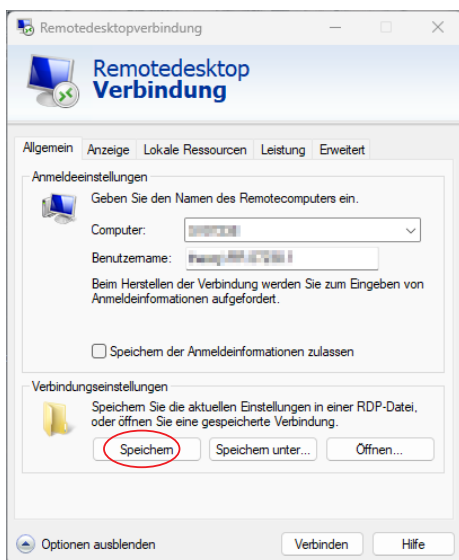 Remotedesktopverbindung
Remotedesktop
Verbindung
Allgemein Anzeige Lokale Ressourcen Leistung Erweitert
Anmeldeeinstellungen
Geben Sie den Namen des Remotecomputers ein.
Computer:
Benutzername:
Beim Herstellen der Verbindung werden Sie zum Eingeben von
Anmeldeinformationen aufgefordert.
Speichern der Anmeldeinformationen zulassen
Verbindungseinstellungen
Speichern Sie die aktuellen Einstellungen in einer RDP-Datei,
oder öffnen Sie eine gespeicherte Verbindung.
Speichern Speichern unter... Öffnen...
Optionen ausblenden Verbinden Hilfe